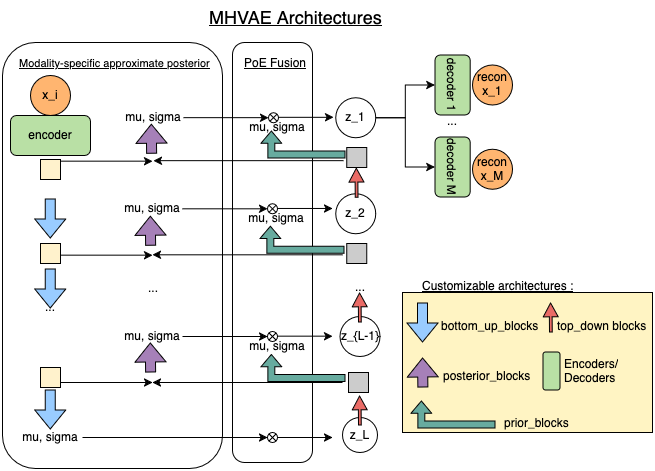 MHVAE Architectures
Modality-specific approximate posterior
PoE Fusion
x_i
encoder
mu, sigma
mu, sigma
z_1
decoder 1
recon
x_1
...
decoder M
recon
x_M
mu, sigma
mu, sigma
z_2
...
...
...
mu, sigma
mu, sigma
z_{L-1}
mu, sigma
z_L
Customizable architectures :
bottom_up_blocks
top_down blocks
posterior_blocks
Encoders/
Decoders
prior_blocks